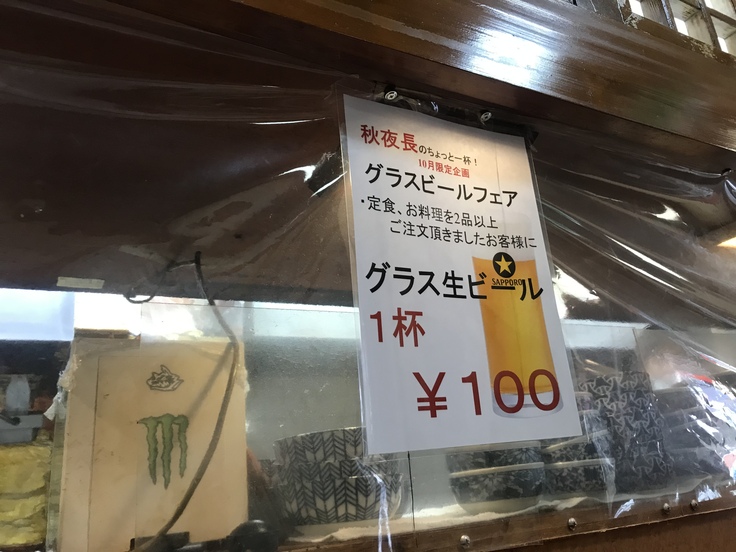 秋夜長のちょっと一杯！
10月限定企画
グラスビールフェア
・定食、お料理を2品以上
ご注文頂きましたお客様に
グラス生ビール
SAPPORO
1杯
￥100